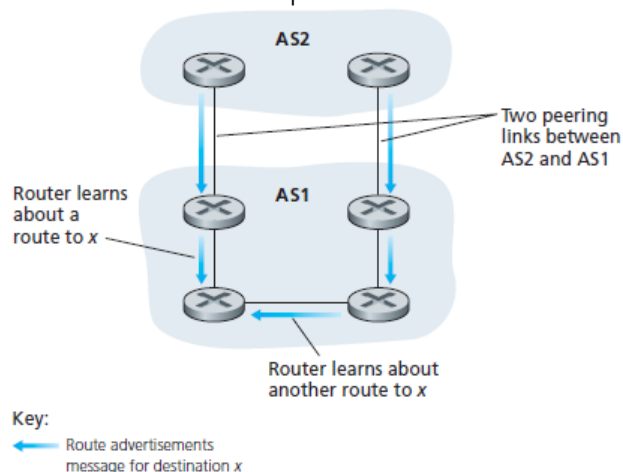 AS2
Two peering
links between
AS2 and AS1
Router learns
about a
route to x
AS1
Router learns about
another route to x
Key:
Route advertisements
message for destination x